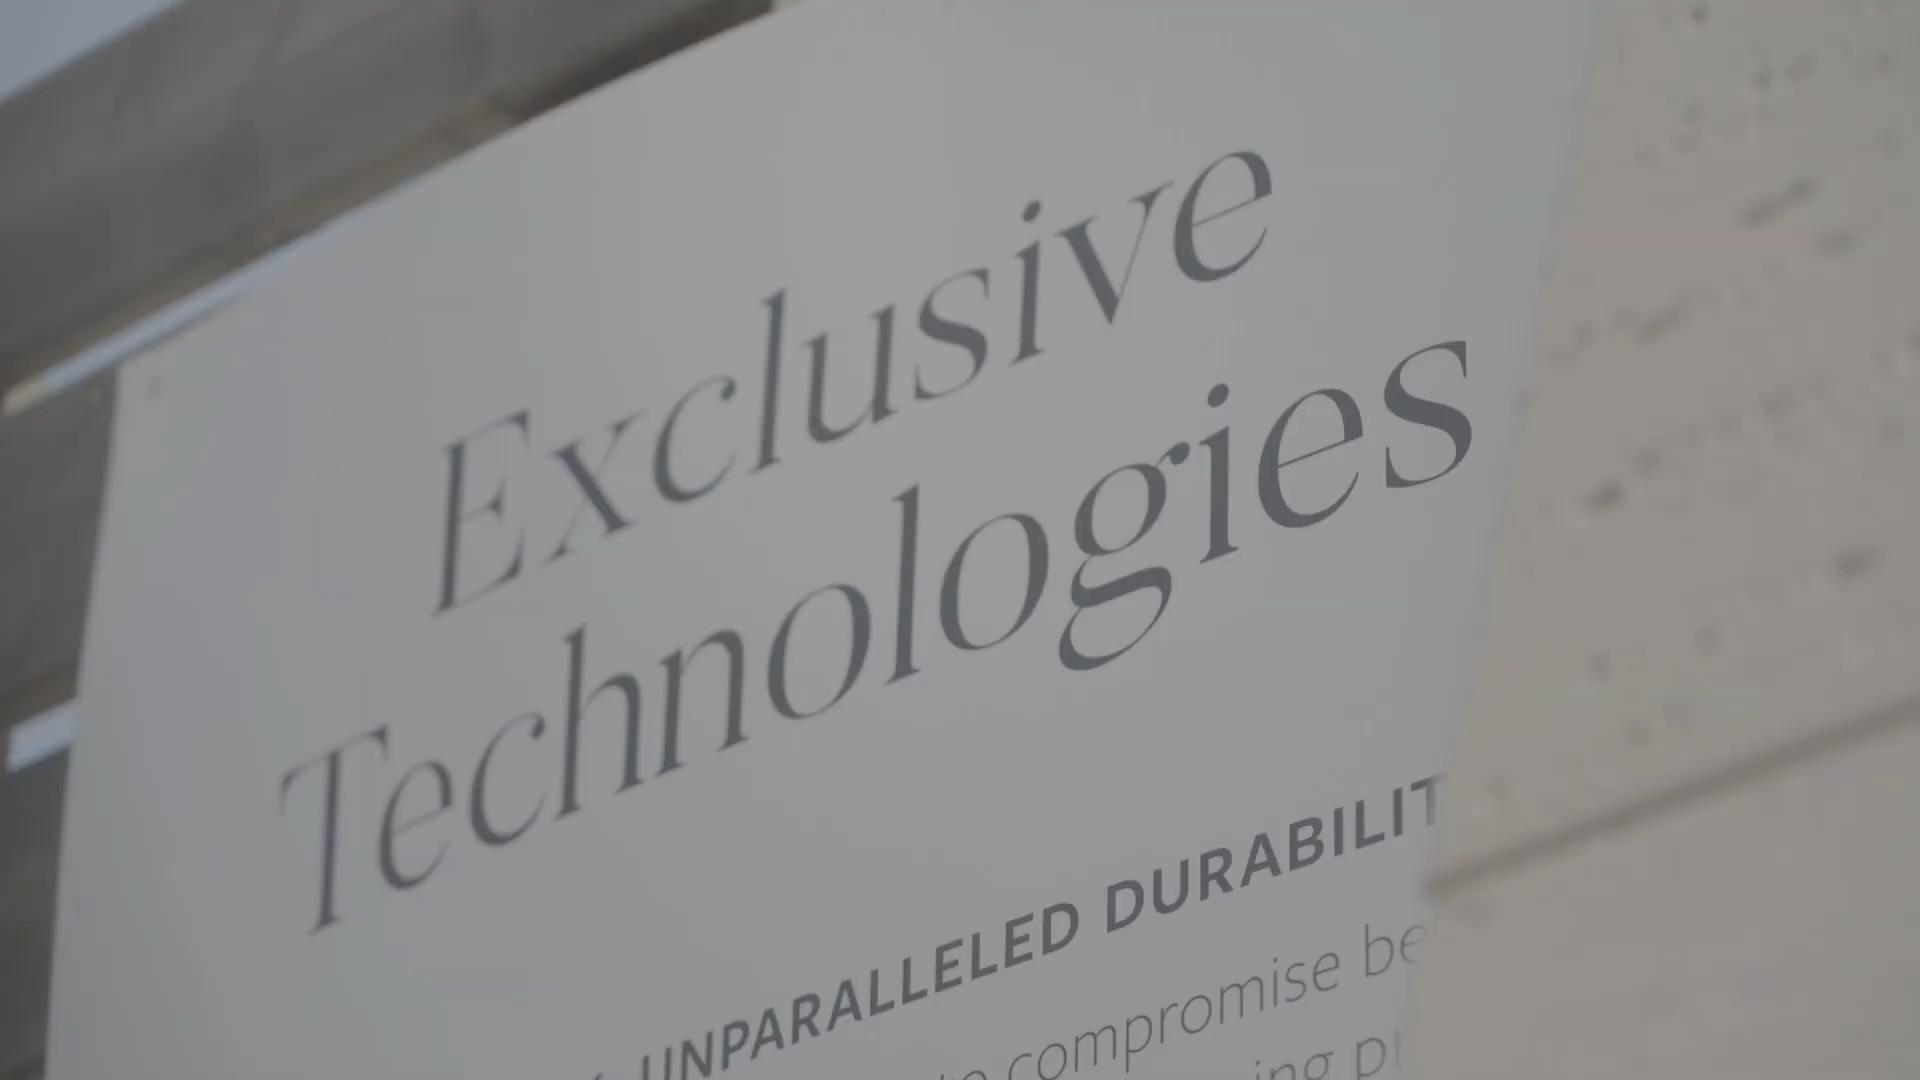 Exclusive
Technologies
UNPARALLELED DURABILIT
compromise be